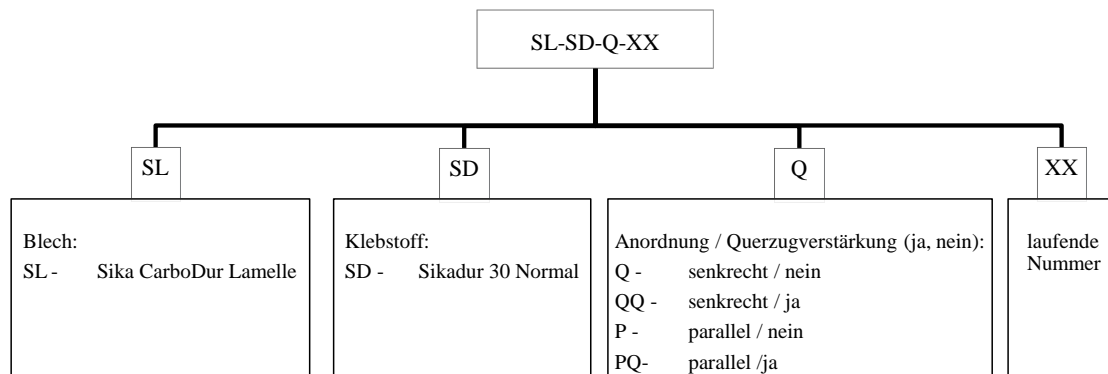 SL-SD-Q-XX
SL
SD
Q
XX
Blech:
SL - Sika CarboDur Lamelle
Klebstoff:
SD - Sikadur 30 Normal
Anordnung / Querzugverstärkung (ja, nein):
Q - senkrecht / nein
QQ - senkrecht / ja
P - parallel / nein
PQ- parallel /ja
laufende
Nummer